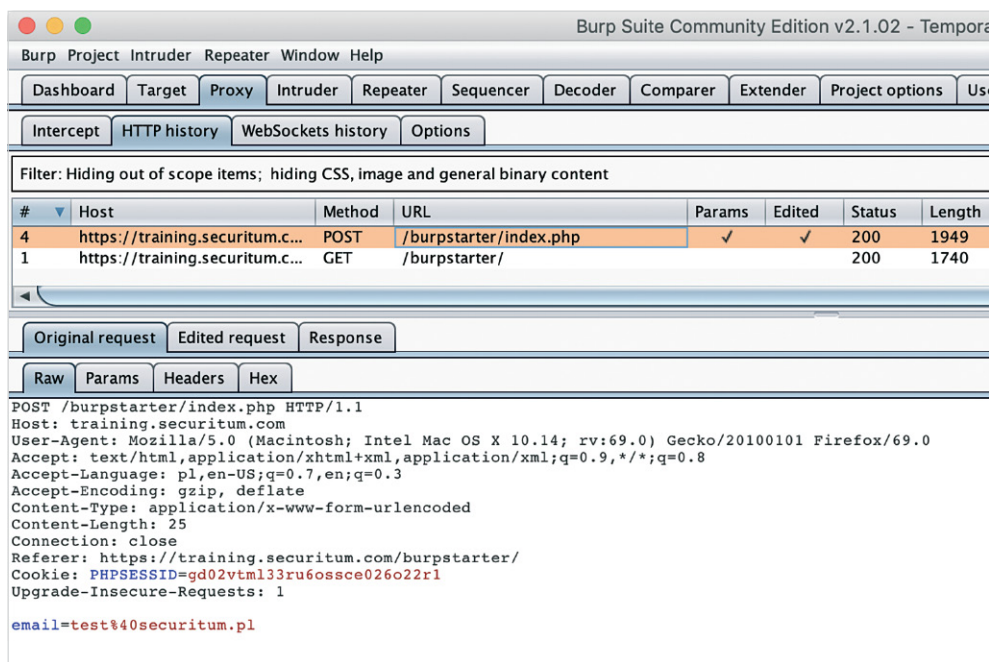 Burp Suite Community Edition v2.1.02 - Tempora
Burp Project Intruder Repeater Window Help
Dashboard Target Proxy Intruder Repeater Sequencer Decoder Comparer Extender Project options Us
Intercept HTTP history WebSockets history Options
Filter: Hiding out of scope items; hiding CSS, image and general binary content
# Host Method URL Params Edited Status Length
4 https://training.securitum.c... POST /burpstarter/index.php ✓ ✓ 200 1949
1 https://training.securitum.c... GET /burpstarter/ 200 1740
Original request Edited request Response
Raw Params Headers Hex
POST /burpstarter/index.php HTTP/1.1
Host: training.securitum.com
User-Agent: Mozilla/5.0 (Macintosh; Intel Mac OS X 10.14; rv:69.0) Gecko/20100101 Firefox/69.0
Accept: text/html,application/xhtml+xml,application/xml;q=0.9,*/*;q=0.8
Accept-Language: pl,en-US;q=0.7,en;q=0.3
Accept-Encoding: gzip, deflate
Content-Type: application/x-www-form-urlencoded
Content-Length: 25
Connection: close
Referer: https://training.securitum.com/burpstarter/
Cookie: PHPSESSID=gd02vtml33ru6ossce026o22r1
Upgrade-Insecure-Requests: 1
email=test%40securitum.pl